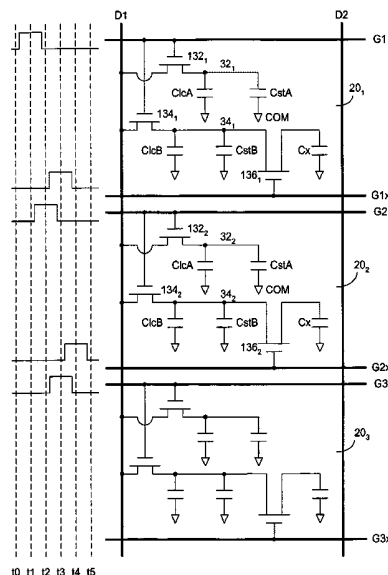 D1 D2
G1
132₁
32₁
20₁
ClcA CstA
134₁ 34₁ COM
ClcB CstB Cx
136₁
G1x
G2
132₂
32₂
20₂
ClcA CstA
134₂ 34₂ COM
ClcB CstB Cx
136₂
G2x
G3
20₃
G3x
t0 t1 t2 t3 t4 t5